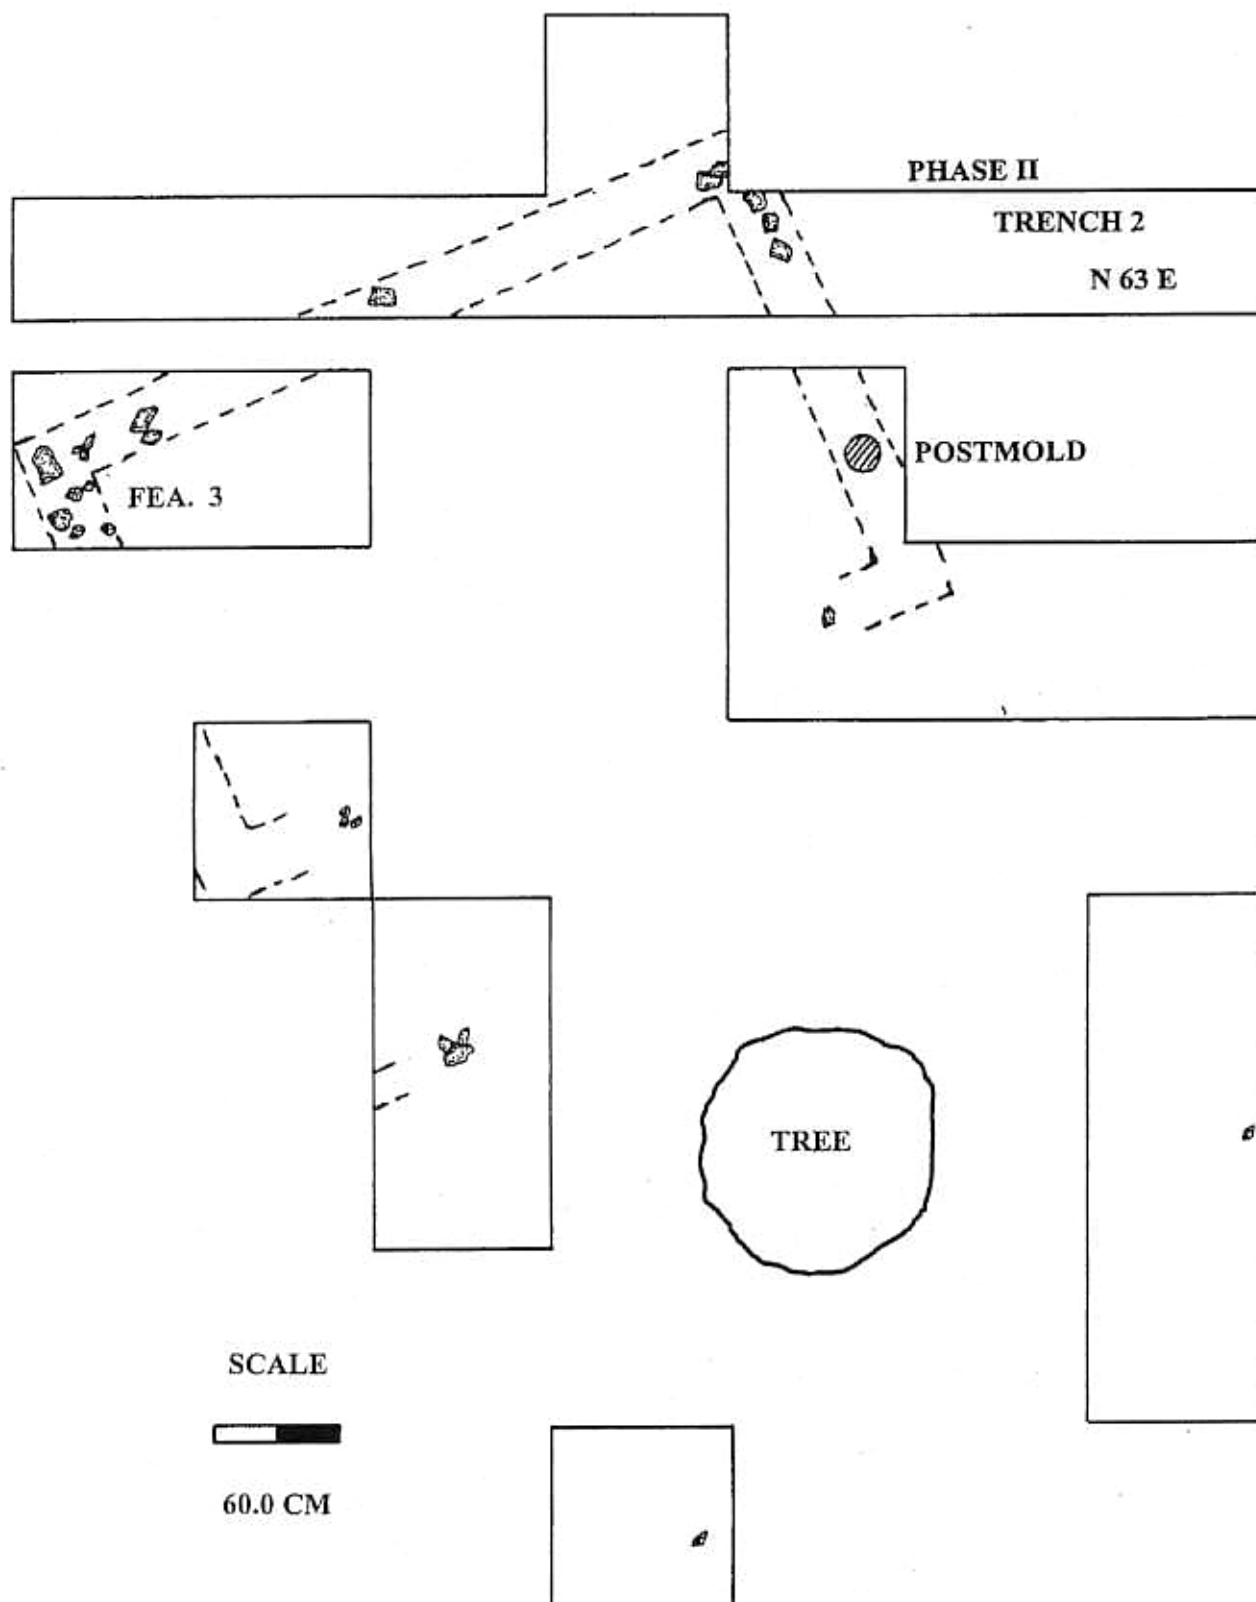 PHASE II
TRENCH 2
N 63 E
POSTMOLD
FEA. 3
TREE
SCALE
60.0 CM